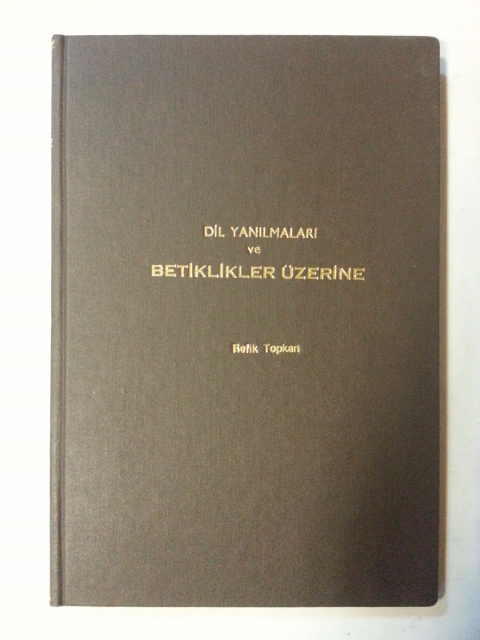 DİL YANILMALARI
ve
BETİKLİKLER ÜZERİNE
Refik Topkan